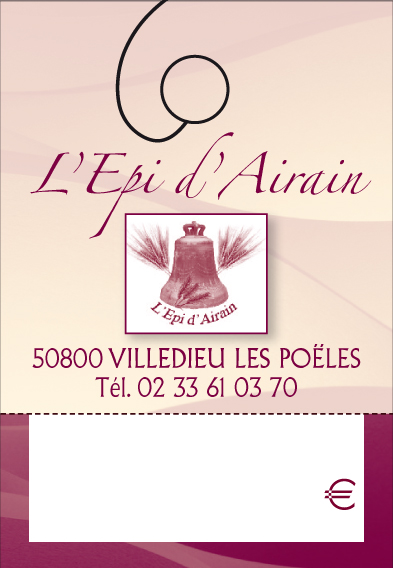 L'Epi d'Airain
L'Epi d'Airain
50800 VILLEDIEU LES POËLES
Tél. 02 33 61 03 70
€